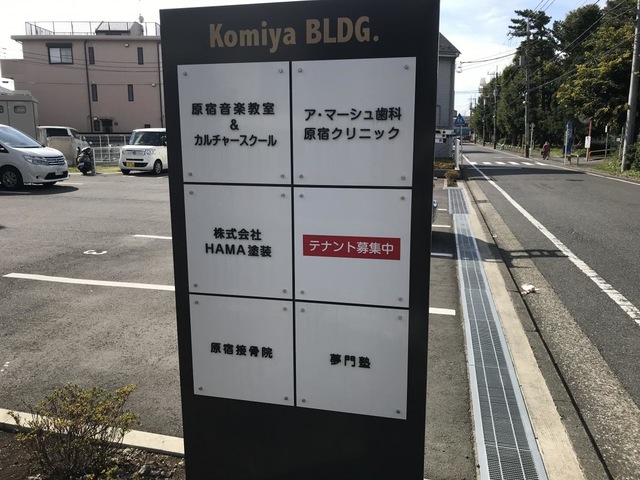 Komiya BLDG.
原宿音楽教室
&
カルチャースクール
ア・マーシュ歯科
原宿クリニック
株式会社
HAMA塗装
テナント募集中
原宿接骨院
夢門塾